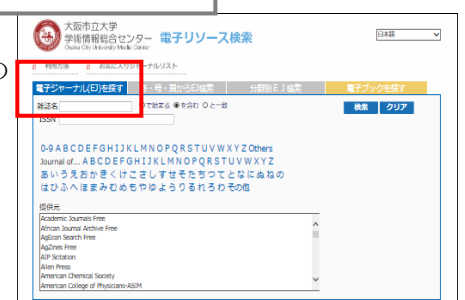 大阪市立大学
学術情報総合センター 電子リソース検索
Osaka City University Media Center
日本語
利用方法 お気に入りジャーナルリスト
電子ジャーナル(EJ)を探す 巻・号・頁からEJ検索 分野別EJ検索 電子ブックを探す
雑誌名 で始まる を含む と一致 検索 クリア
ISSN
0-9 A B C D E F G H I J K L M N O P Q R S T U V W X Y Z Others
Journal of... A B C D E F G H I J K L M N O P Q R S T U V W X Y Z
あ い う え お か き く け こ さ し す せ そ た ち つ て と な に ぬ ね の
は ひ ふ へ ほ ま み む め も や ゆ よ ら り る れ ろ わ その他
提供元
Academic Journals Free
African Journal Archive Free
AgEcon Search Free
AgZines Free
AIP Scitation
Allen Press
American Chemical Society
American College of Physicians-ASIM